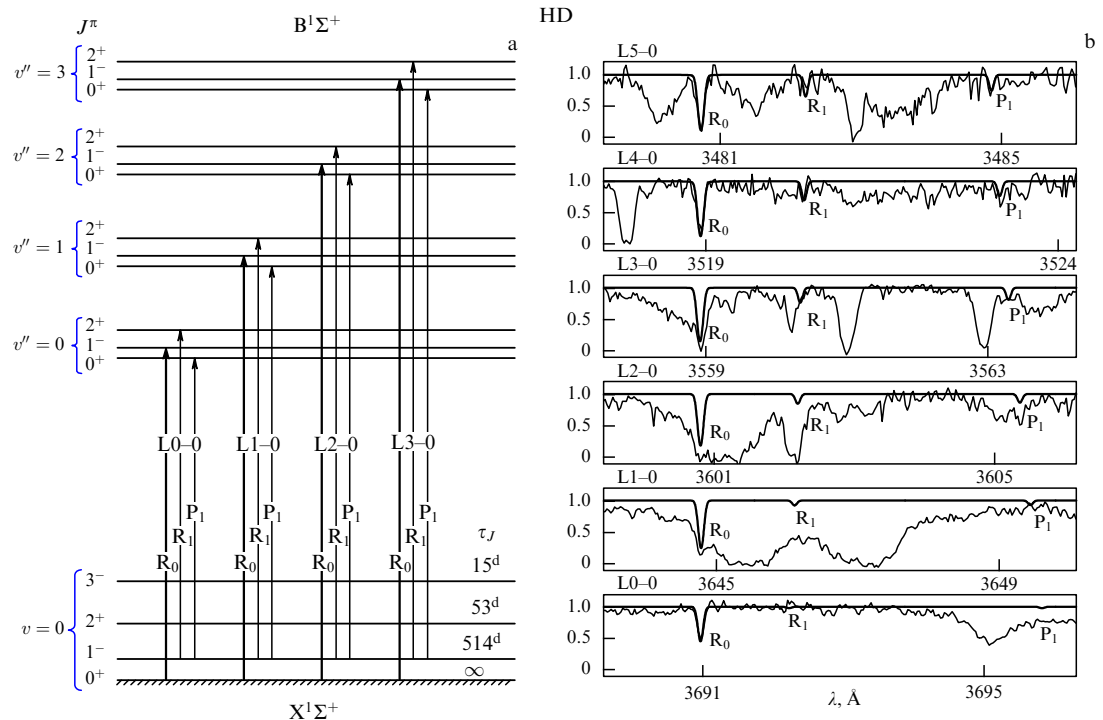 HD
J^π
B¹Σ⁺
a
2⁺
v″ = 3
1⁻
0⁺
2⁺
v″ = 2
1⁻
0⁺
2⁺
v″ = 1
1⁻
0⁺
2⁺
v″ = 0
1⁻
0⁺
L0–0
L1–0
L2–0
L3–0
P₁
P₁
P₁
P₁
R₁
R₁
R₁
R₁
R₀
R₀
R₀
R₀
τ_J
15ᵈ
3⁻
53ᵈ
v = 0
2⁺
514ᵈ
1⁻
∞
0⁺
X¹Σ⁺
b
L5–0
1.0
0.5
0
R₀
R₁
P₁
3481
3485
L4–0
1.0
0.5
0
R₀
R₁
P₁
3519
3524
L3–0
1.0
0.5
0
R₀
R₁
P₁
3559
3563
L2–0
1.0
0.5
0
R₀
R₁
P₁
3601
3605
L1–0
1.0
0.5
0
R₀
R₁
P₁
3645
3649
L0–0
1.0
0.5
0
R₀
R₁
P₁
3691
3695
λ, Å